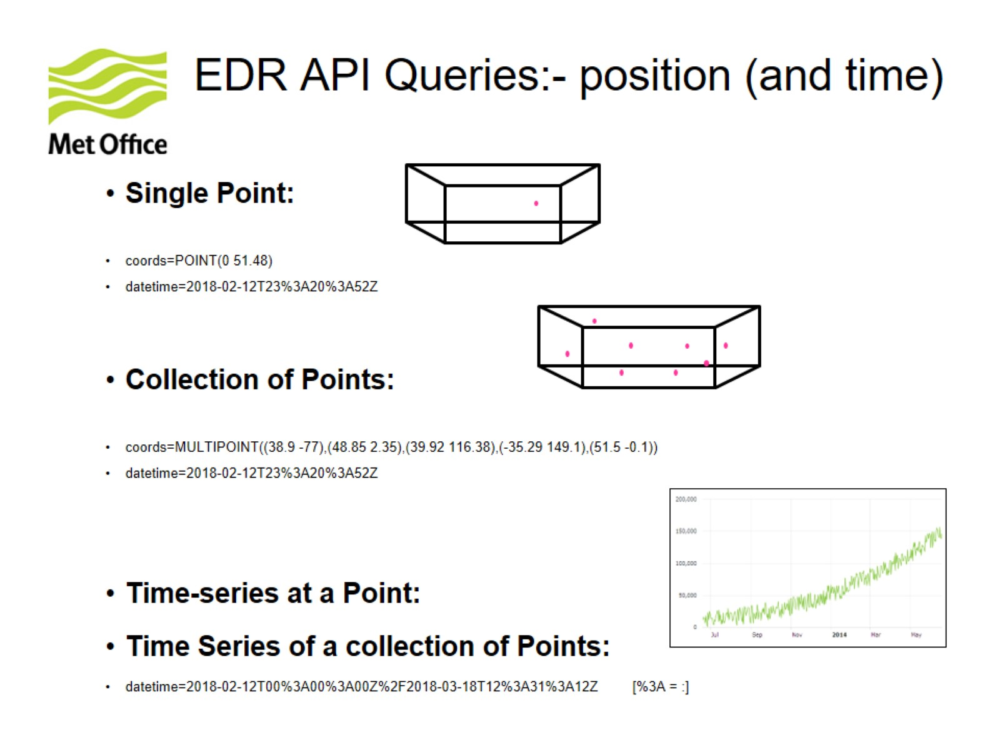 EDR API Queries:- position (and time)
Met Office
• Single Point:
• coords=POINT(0 51.48)
• datetime=2018-02-12T23%3A20%3A52Z
• Collection of Points:
• coords=MULTIPOINT((38.9 -77),(48.85 2.35),(39.92 116.38),(-35.29 149.1),(51.5 -0.1))
• datetime=2018-02-12T23%3A20%3A52Z
200,000
150,000
100,000
50,000
0
Jul Sep Nov 2014 Mar May
• Time-series at a Point:
• Time Series of a collection of Points:
• datetime=2018-02-12T00%3A00%3A00Z%2F2018-03-18T12%3A31%3A12Z [%3A = :]